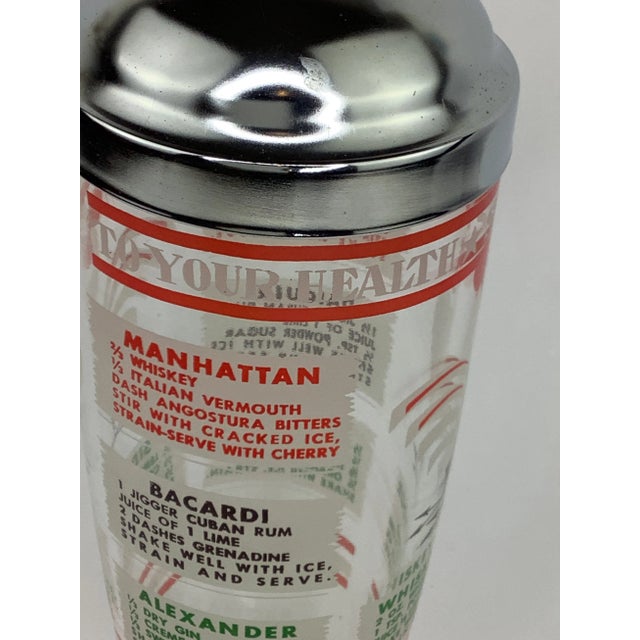 TO YOUR HEALTH
MANHATTAN
⅔ WHISKEY
⅓ ITALIAN VERMOUTH
DASH ANGOSTURA BITTERS
STIR WITH CRACKED ICE,
STRAIN-SERVE WITH CHERRY
BACARDI
1 JIGGER CUBAN RUM
JUICE OF 1 LIME
2 DASHES GRENADINE
SHAKE WELL WITH ICE,
STRAIN AND SERVE.
ALEXANDER
DRY GIN